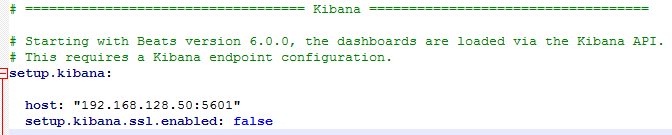 # =================================== Kibana ===================================
# Starting with Beats version 6.0.0, the dashboards are loaded via the Kibana API.
# This requires a Kibana endpoint configuration.
setup.kibana:
host: "192.168.128.50:5601"
setup.kibana.ssl.enabled: false